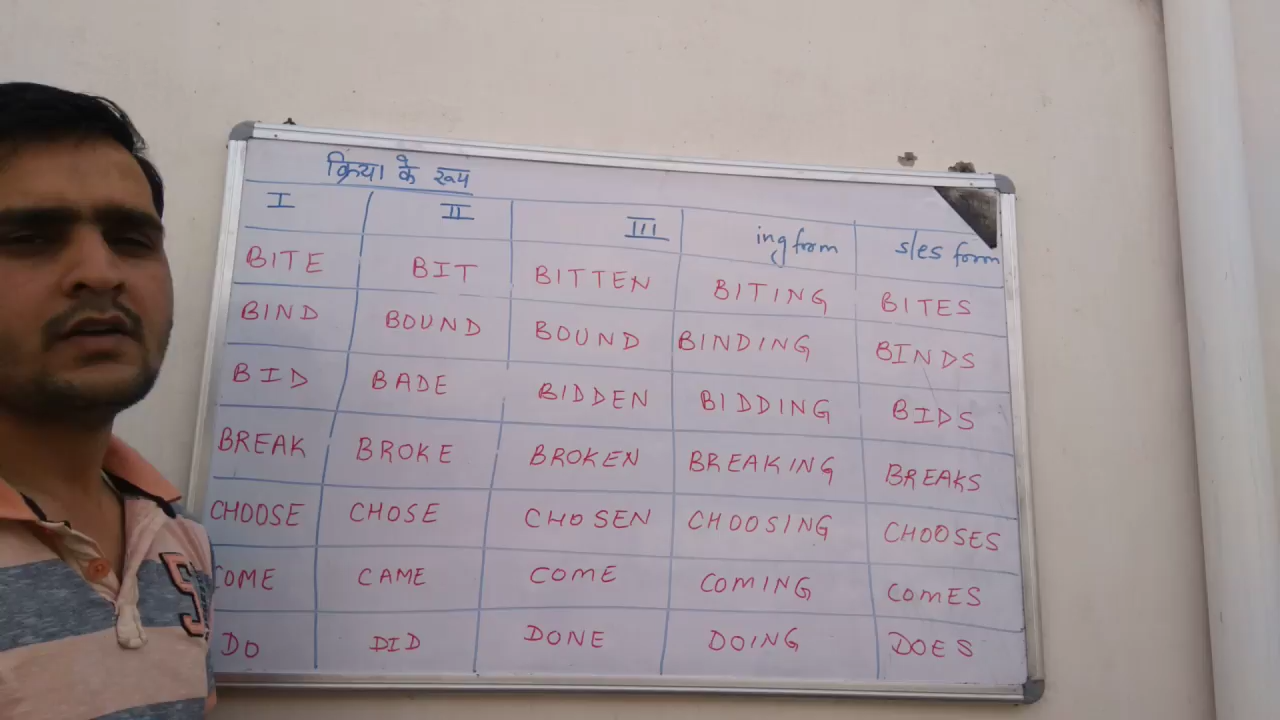 क्रिया के रूप
I II III ing from s/es form
BITE BIT BITTEN BITING BITES
BIND BOUND BOUND BINDING BINDS
BID BADE BIDDEN BIDDING BIDS
BREAK BROKE BROKEN BREAKING BREAKS
CHOOSE CHOSE CHOSEN CHOOSING CHOOSES
COME CAME COME COMING COMES
DO DID DONE DOING DOES